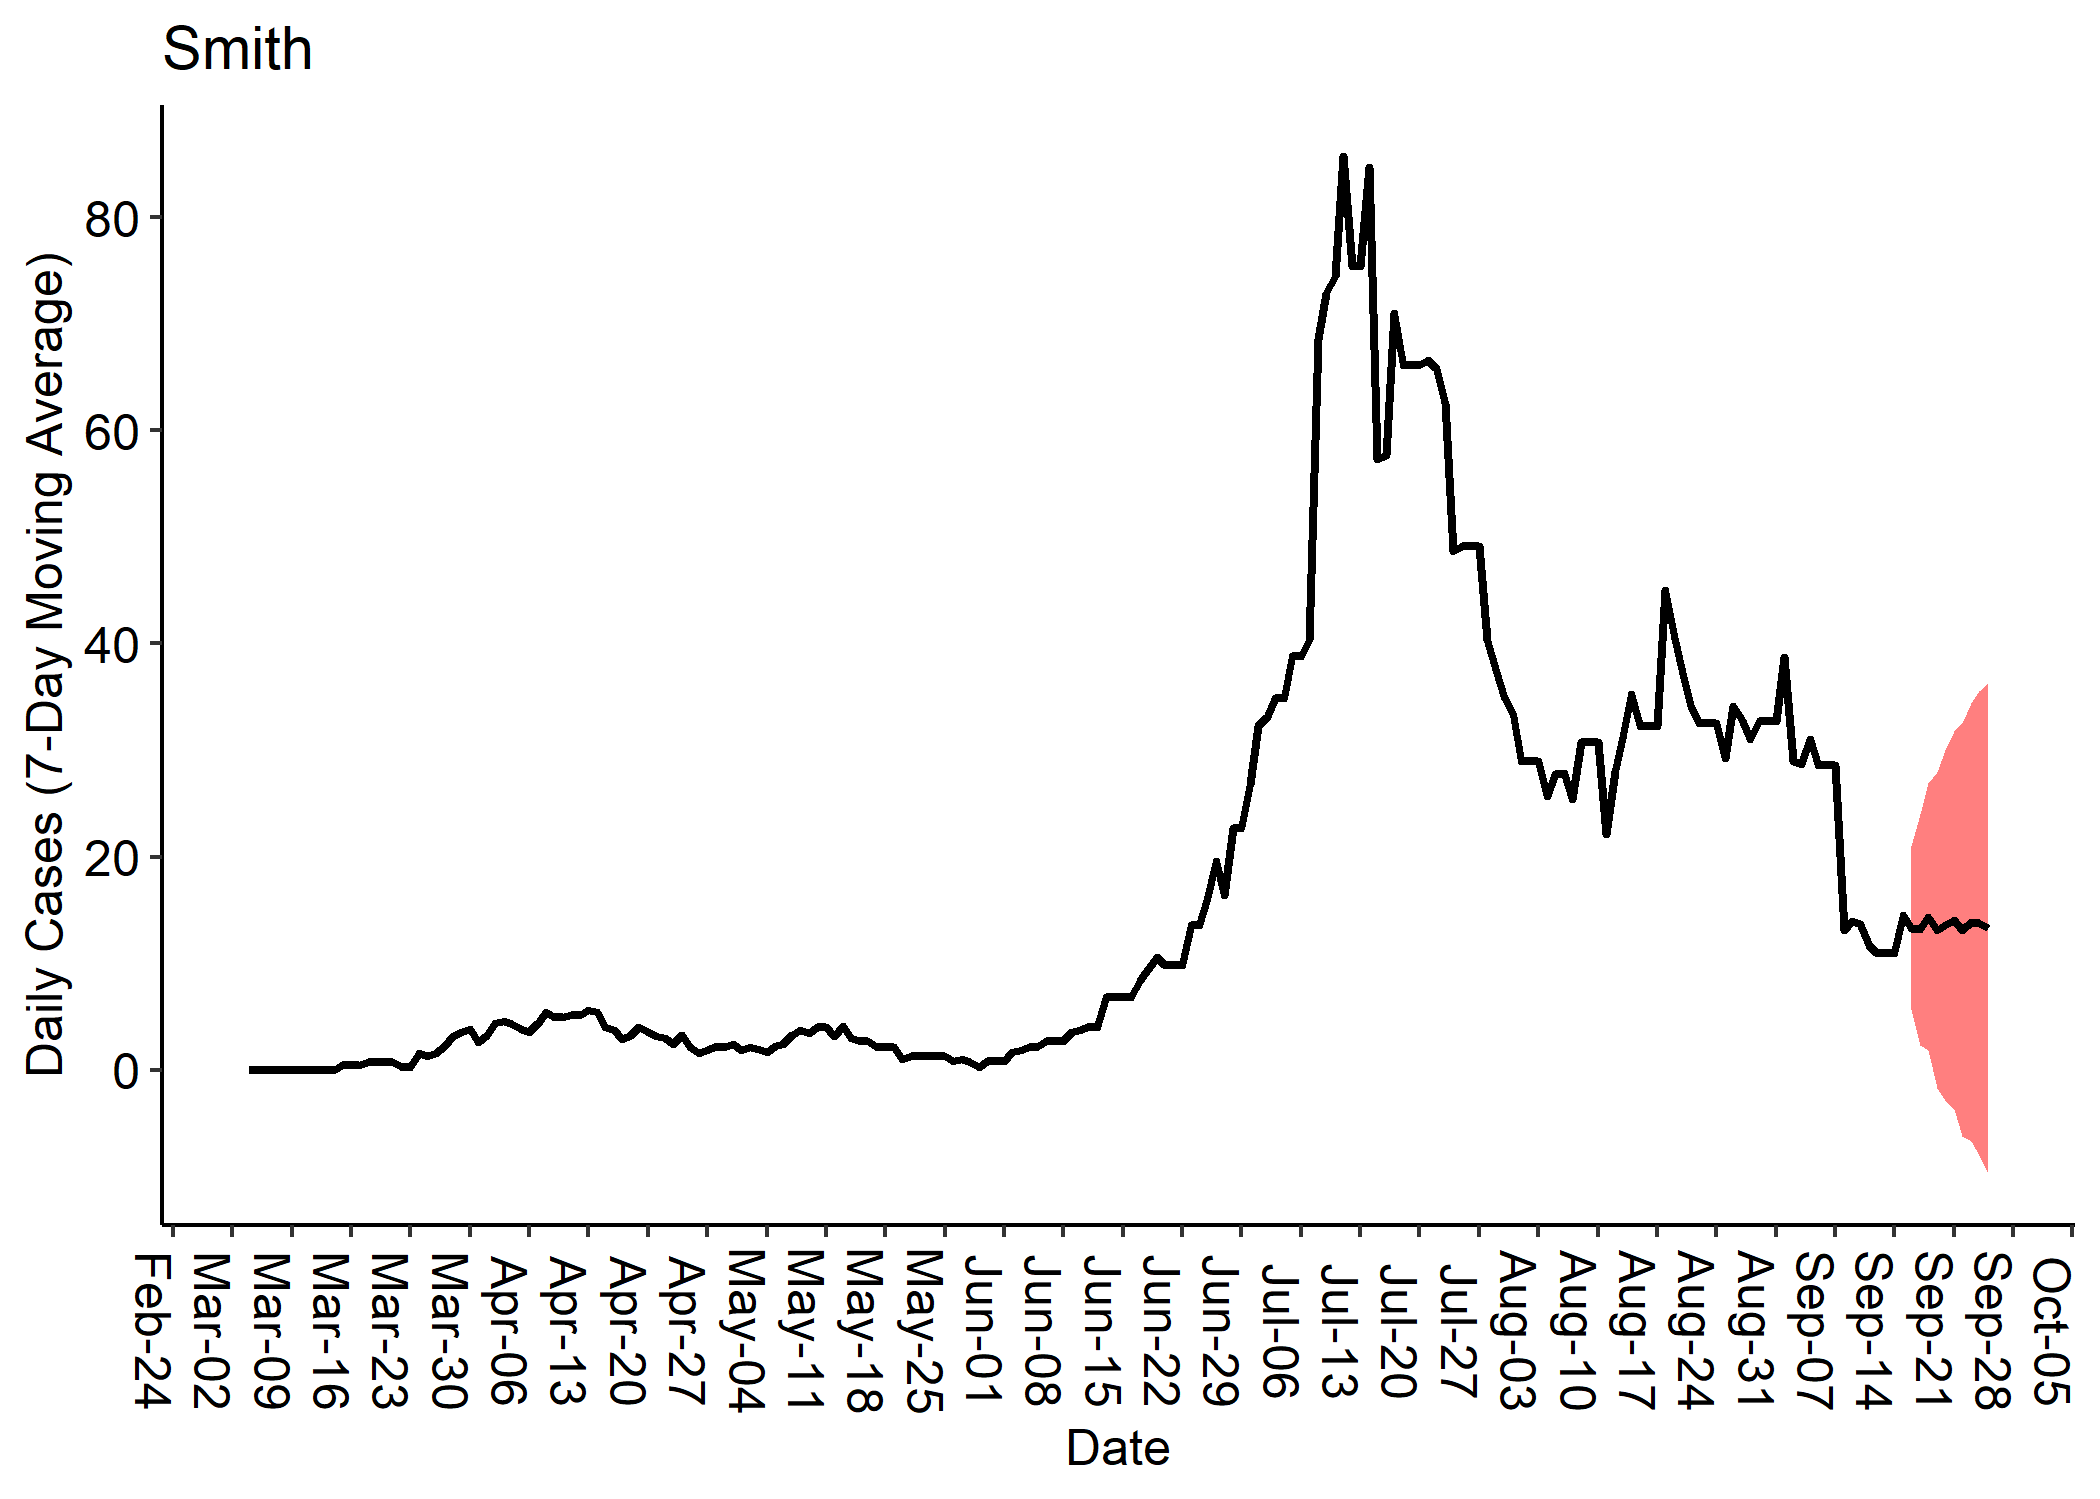 Smith
Daily Cases (7-Day Moving Average)
80
60
40
20
0
Feb-24
Mar-02
Mar-09
Mar-16
Mar-23
Mar-30
Apr-06
Apr-13
Apr-20
Apr-27
May-04
May-11
May-18
May-25
Jun-01
Jun-08
Jun-15
Jun-22
Jun-29
Jul-06
Jul-13
Jul-20
Jul-27
Aug-03
Aug-10
Aug-17
Aug-24
Aug-31
Sep-07
Sep-14
Sep-21
Sep-28
Oct-05
Date